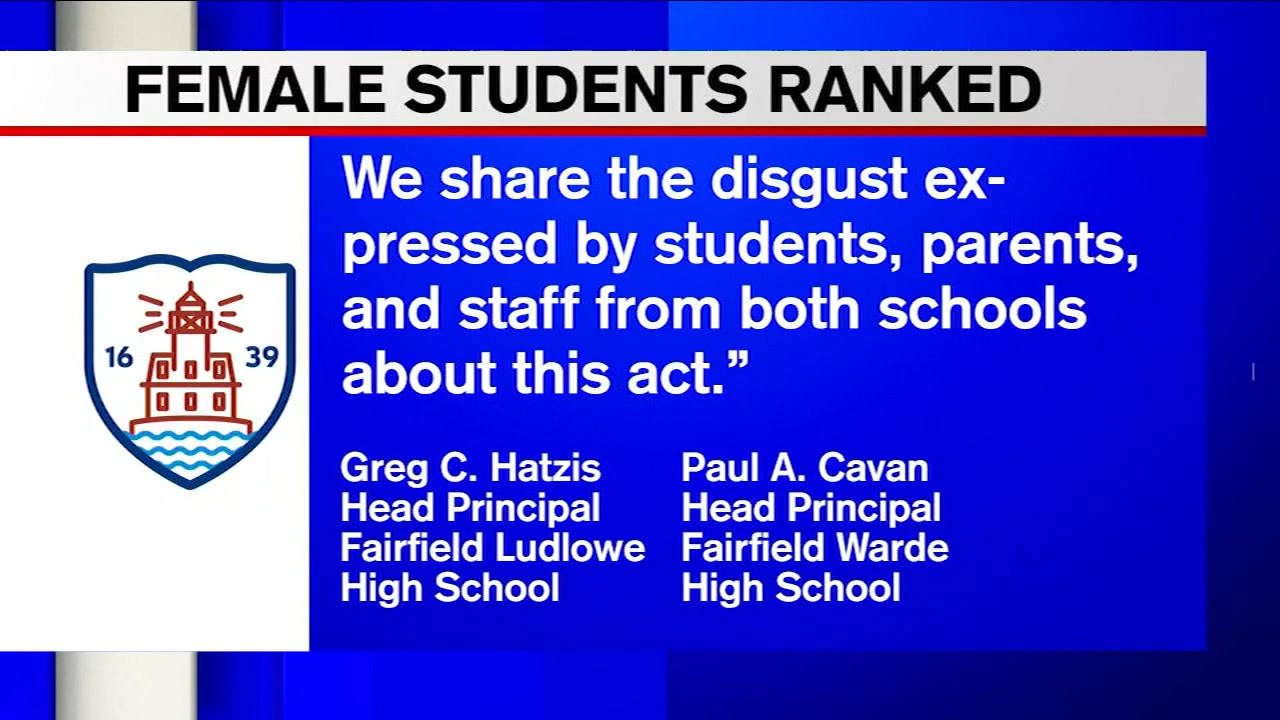 FEMALE STUDENTS RANKED
We share the disgust ex-
pressed by students, parents,
and staff from both schools
about this act.”
16 39
Greg C. Hatzis
Head Principal
Fairfield Ludlowe
High School
Paul A. Cavan
Head Principal
Fairfield Warde
High School